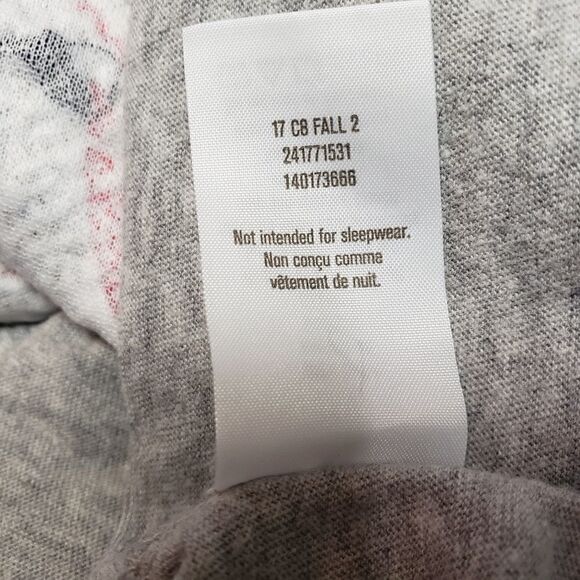 17 C8 FALL 2
241771531
140173666
Not intended for sleepwear.
Non conçu comme
vêtement de nuit.